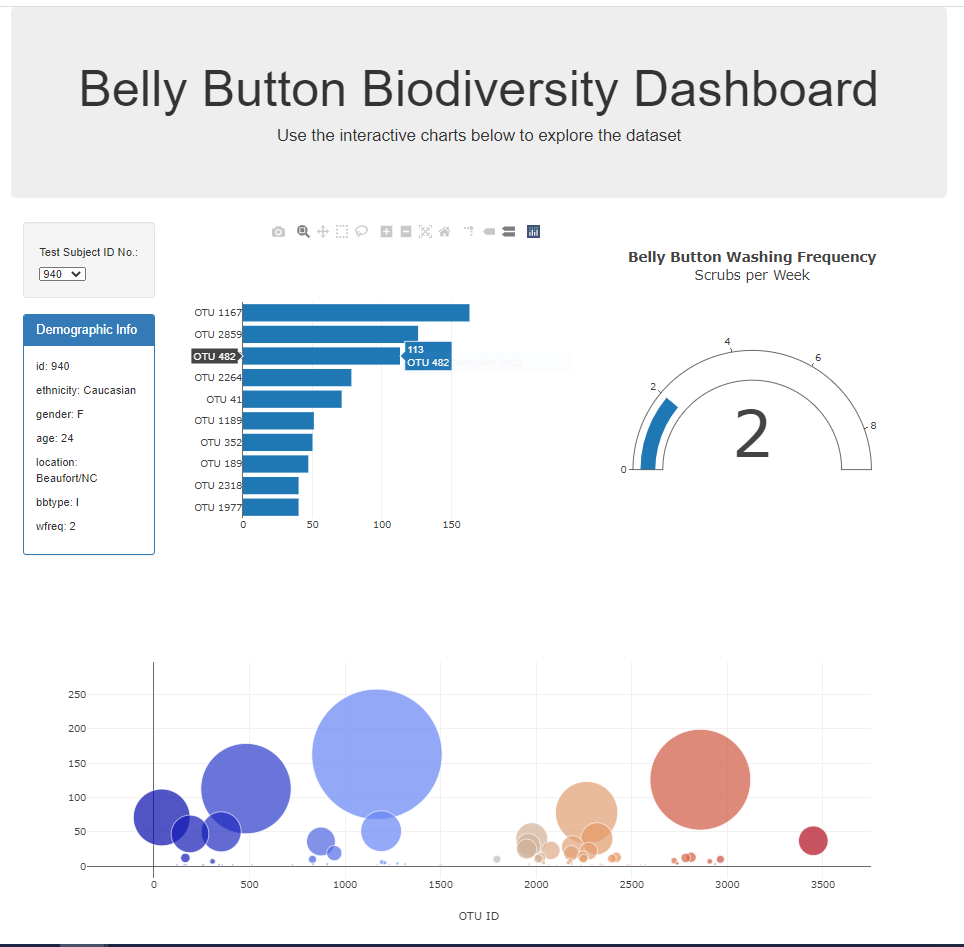 Belly Button Biodiversity Dashboard
Use the interactive charts below to explore the dataset
Test Subject ID No.:
940
Demographic Info
id: 940
ethnicity: Caucasian
gender: F
age: 24
location:
Beaufort/NC
bbtype: I
wfreq: 2
OTU 1167
OTU 2859
OTU 482
113
OTU 482
OTU 2264
OTU 41
OTU 1189
OTU 352
OTU 189
OTU 2318
OTU 1977
0 50 100 150
Belly Button Washing Frequency
Scrubs per Week
0
2
4
6
8
2
250
200
150
100
50
0
0 500 1000 1500 2000 2500 3000 3500
OTU ID